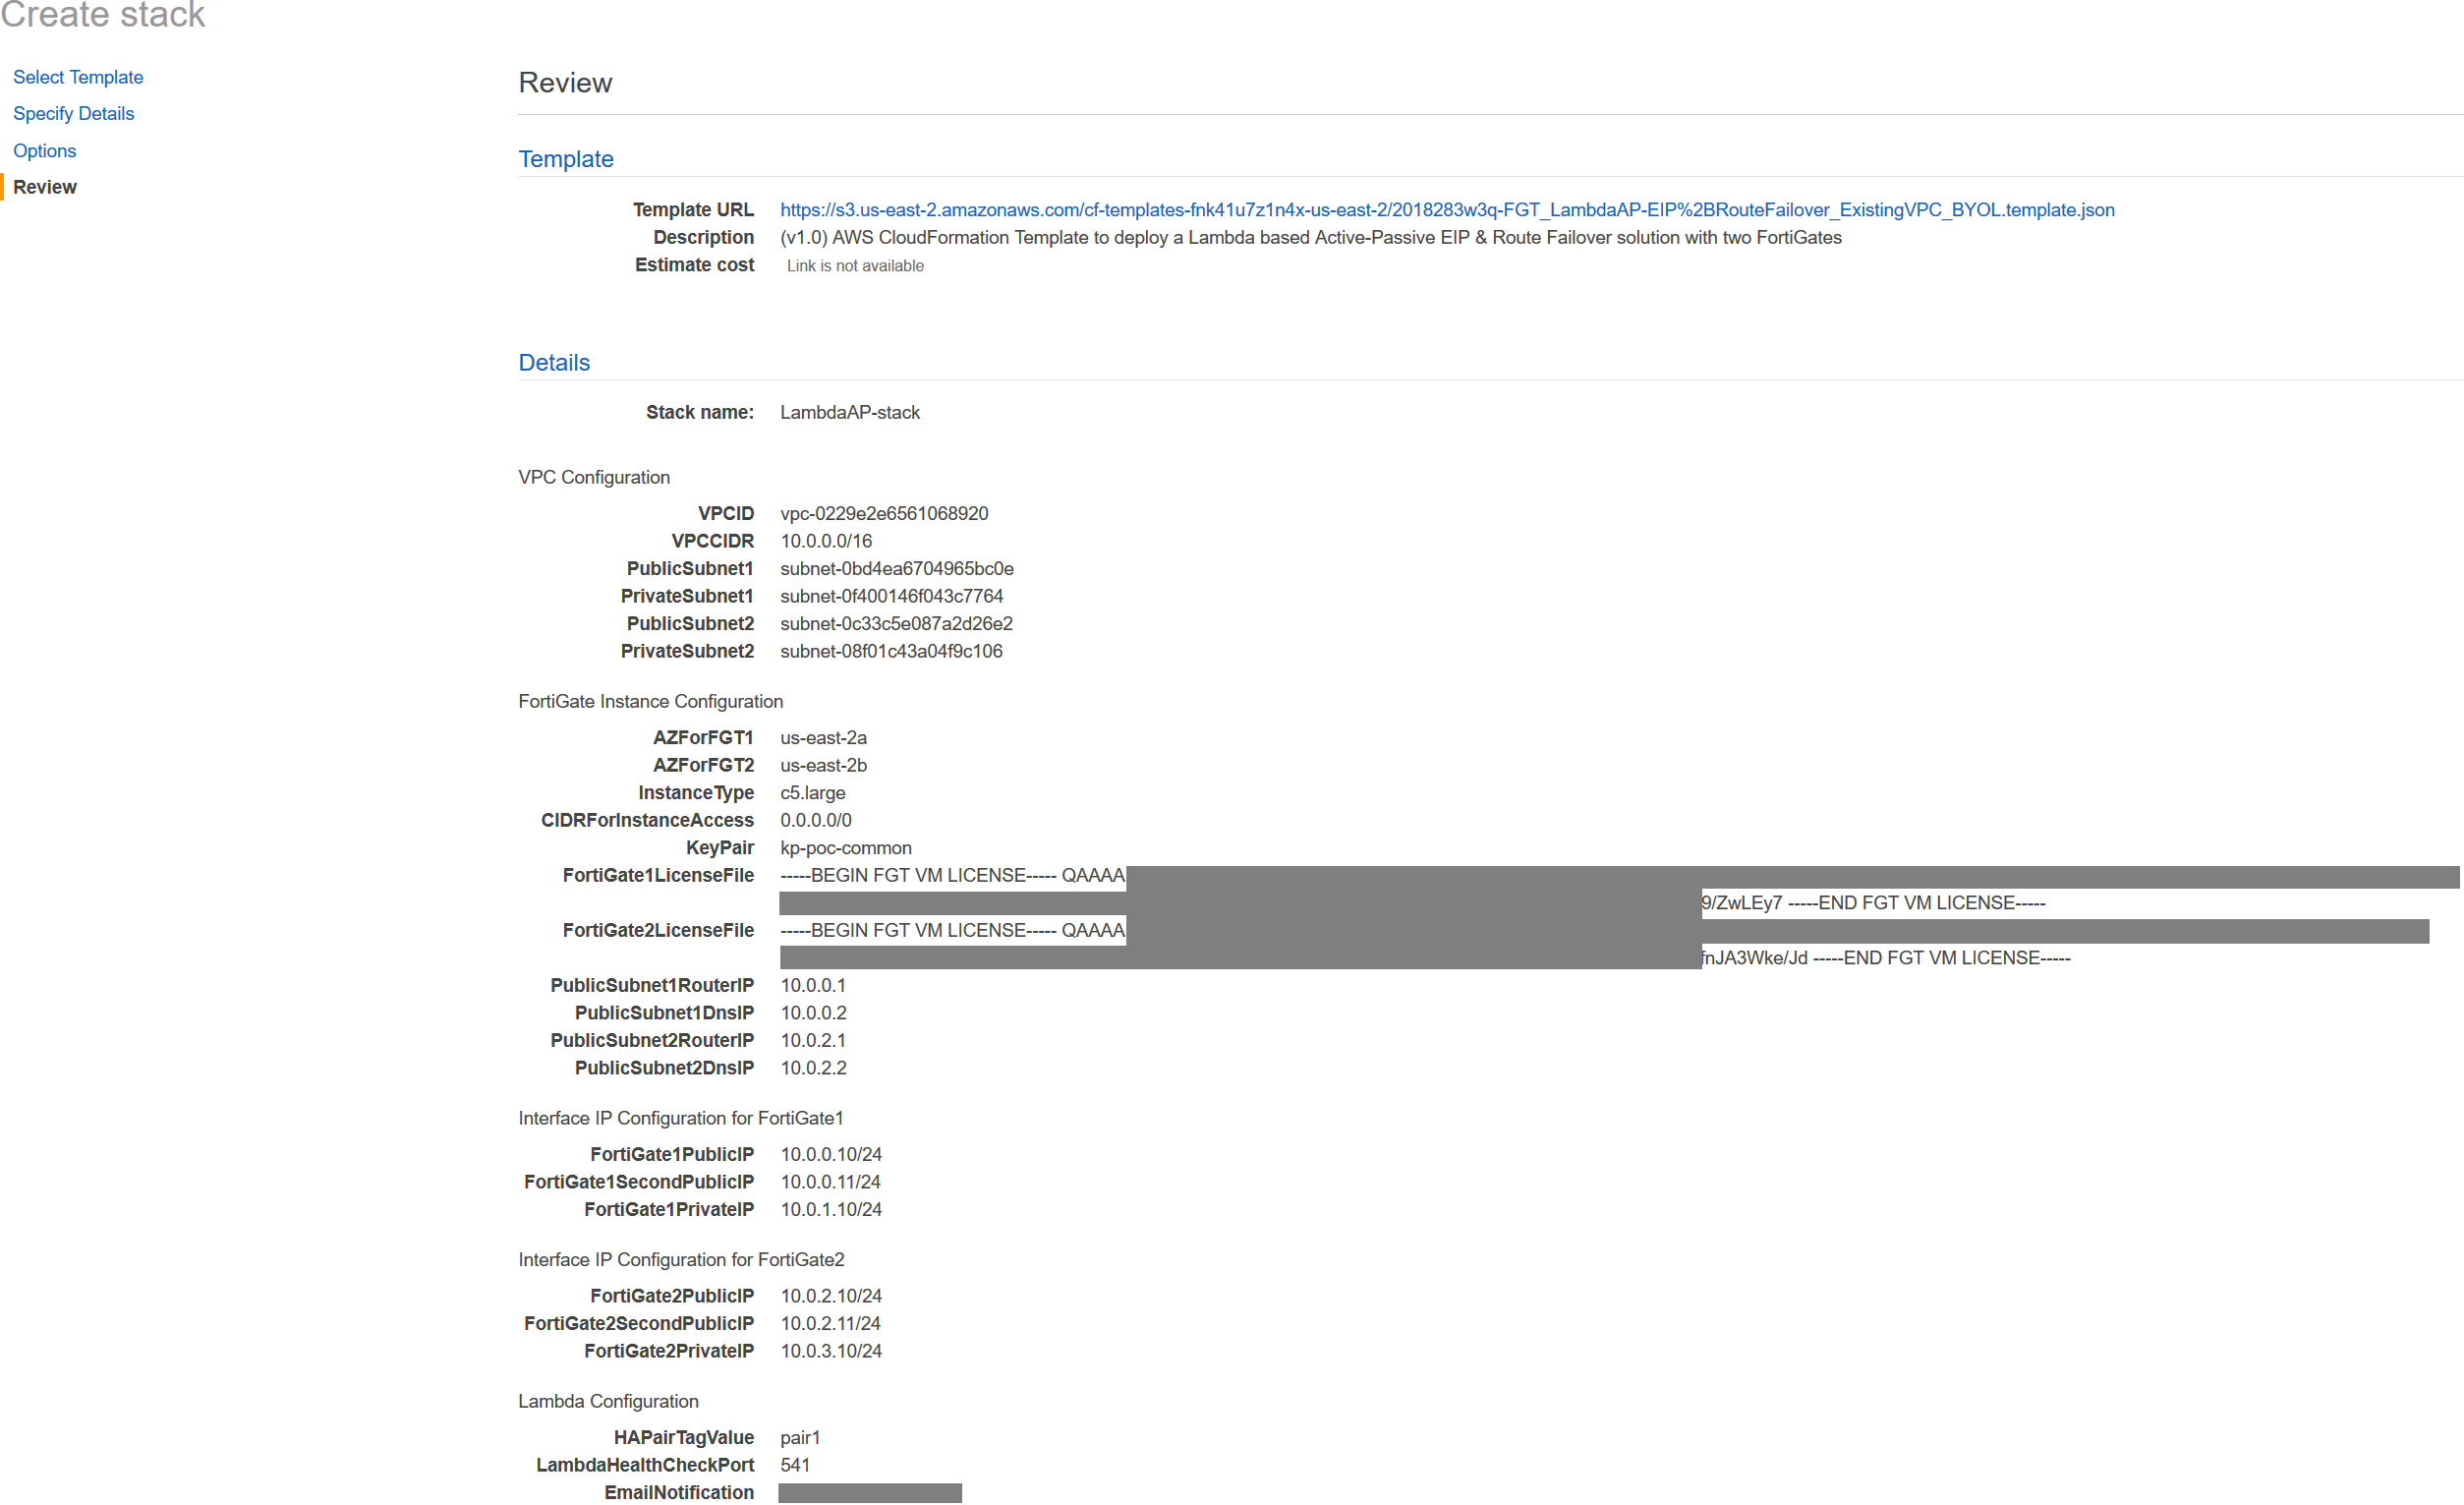 Create stack
Select Template
Specify Details
Options
Review
Review
Template
Template URL https://s3.us-east-2.amazonaws.com/cf-templates-fnk41u7z1n4x-us-east-2/2018283w3q-FGT_LambdaAP-EIP%2BRouteFailover_ExistingVPC_BYOL.template.json
Description (v1.0) AWS CloudFormation Template to deploy a Lambda based Active-Passive EIP & Route Failover solution with two FortiGates
Estimate cost Link is not available
Details
Stack name: LambdaAP-stack
VPC Configuration
VPCID vpc-0229e2e6561068920
VPCCIDR 10.0.0.0/16
PublicSubnet1 subnet-0bd4ea6704965bc0e
PrivateSubnet1 subnet-0f400146f043c7764
PublicSubnet2 subnet-0c33c5e087a2d26e2
PrivateSubnet2 subnet-08f01c43a04f9c106
FortiGate Instance Configuration
AZForFGT1 us-east-2a
AZForFGT2 us-east-2b
InstanceType c5.large
CIDRForInstanceAccess 0.0.0.0/0
KeyPair kp-poc-common
FortiGate1LicenseFile -----BEGIN FGT VM LICENSE----- QAAAA
9/ZwLEy7 -----END FGT VM LICENSE-----
FortiGate2LicenseFile -----BEGIN FGT VM LICENSE----- QAAAA
fnJA3Wke/Jd -----END FGT VM LICENSE-----
PublicSubnet1RouterIP 10.0.0.1
PublicSubnet1DnsIP 10.0.0.2
PublicSubnet2RouterIP 10.0.2.1
PublicSubnet2DnsIP 10.0.2.2
Interface IP Configuration for FortiGate1
FortiGate1PublicIP 10.0.0.10/24
FortiGate1SecondPublicIP 10.0.0.11/24
FortiGate1PrivateIP 10.0.1.10/24
Interface IP Configuration for FortiGate2
FortiGate2PublicIP 10.0.2.10/24
FortiGate2SecondPublicIP 10.0.2.11/24
FortiGate2PrivateIP 10.0.3.10/24
Lambda Configuration
HAPairTagValue pair1
LambdaHealthCheckPort 541
EmailNotification